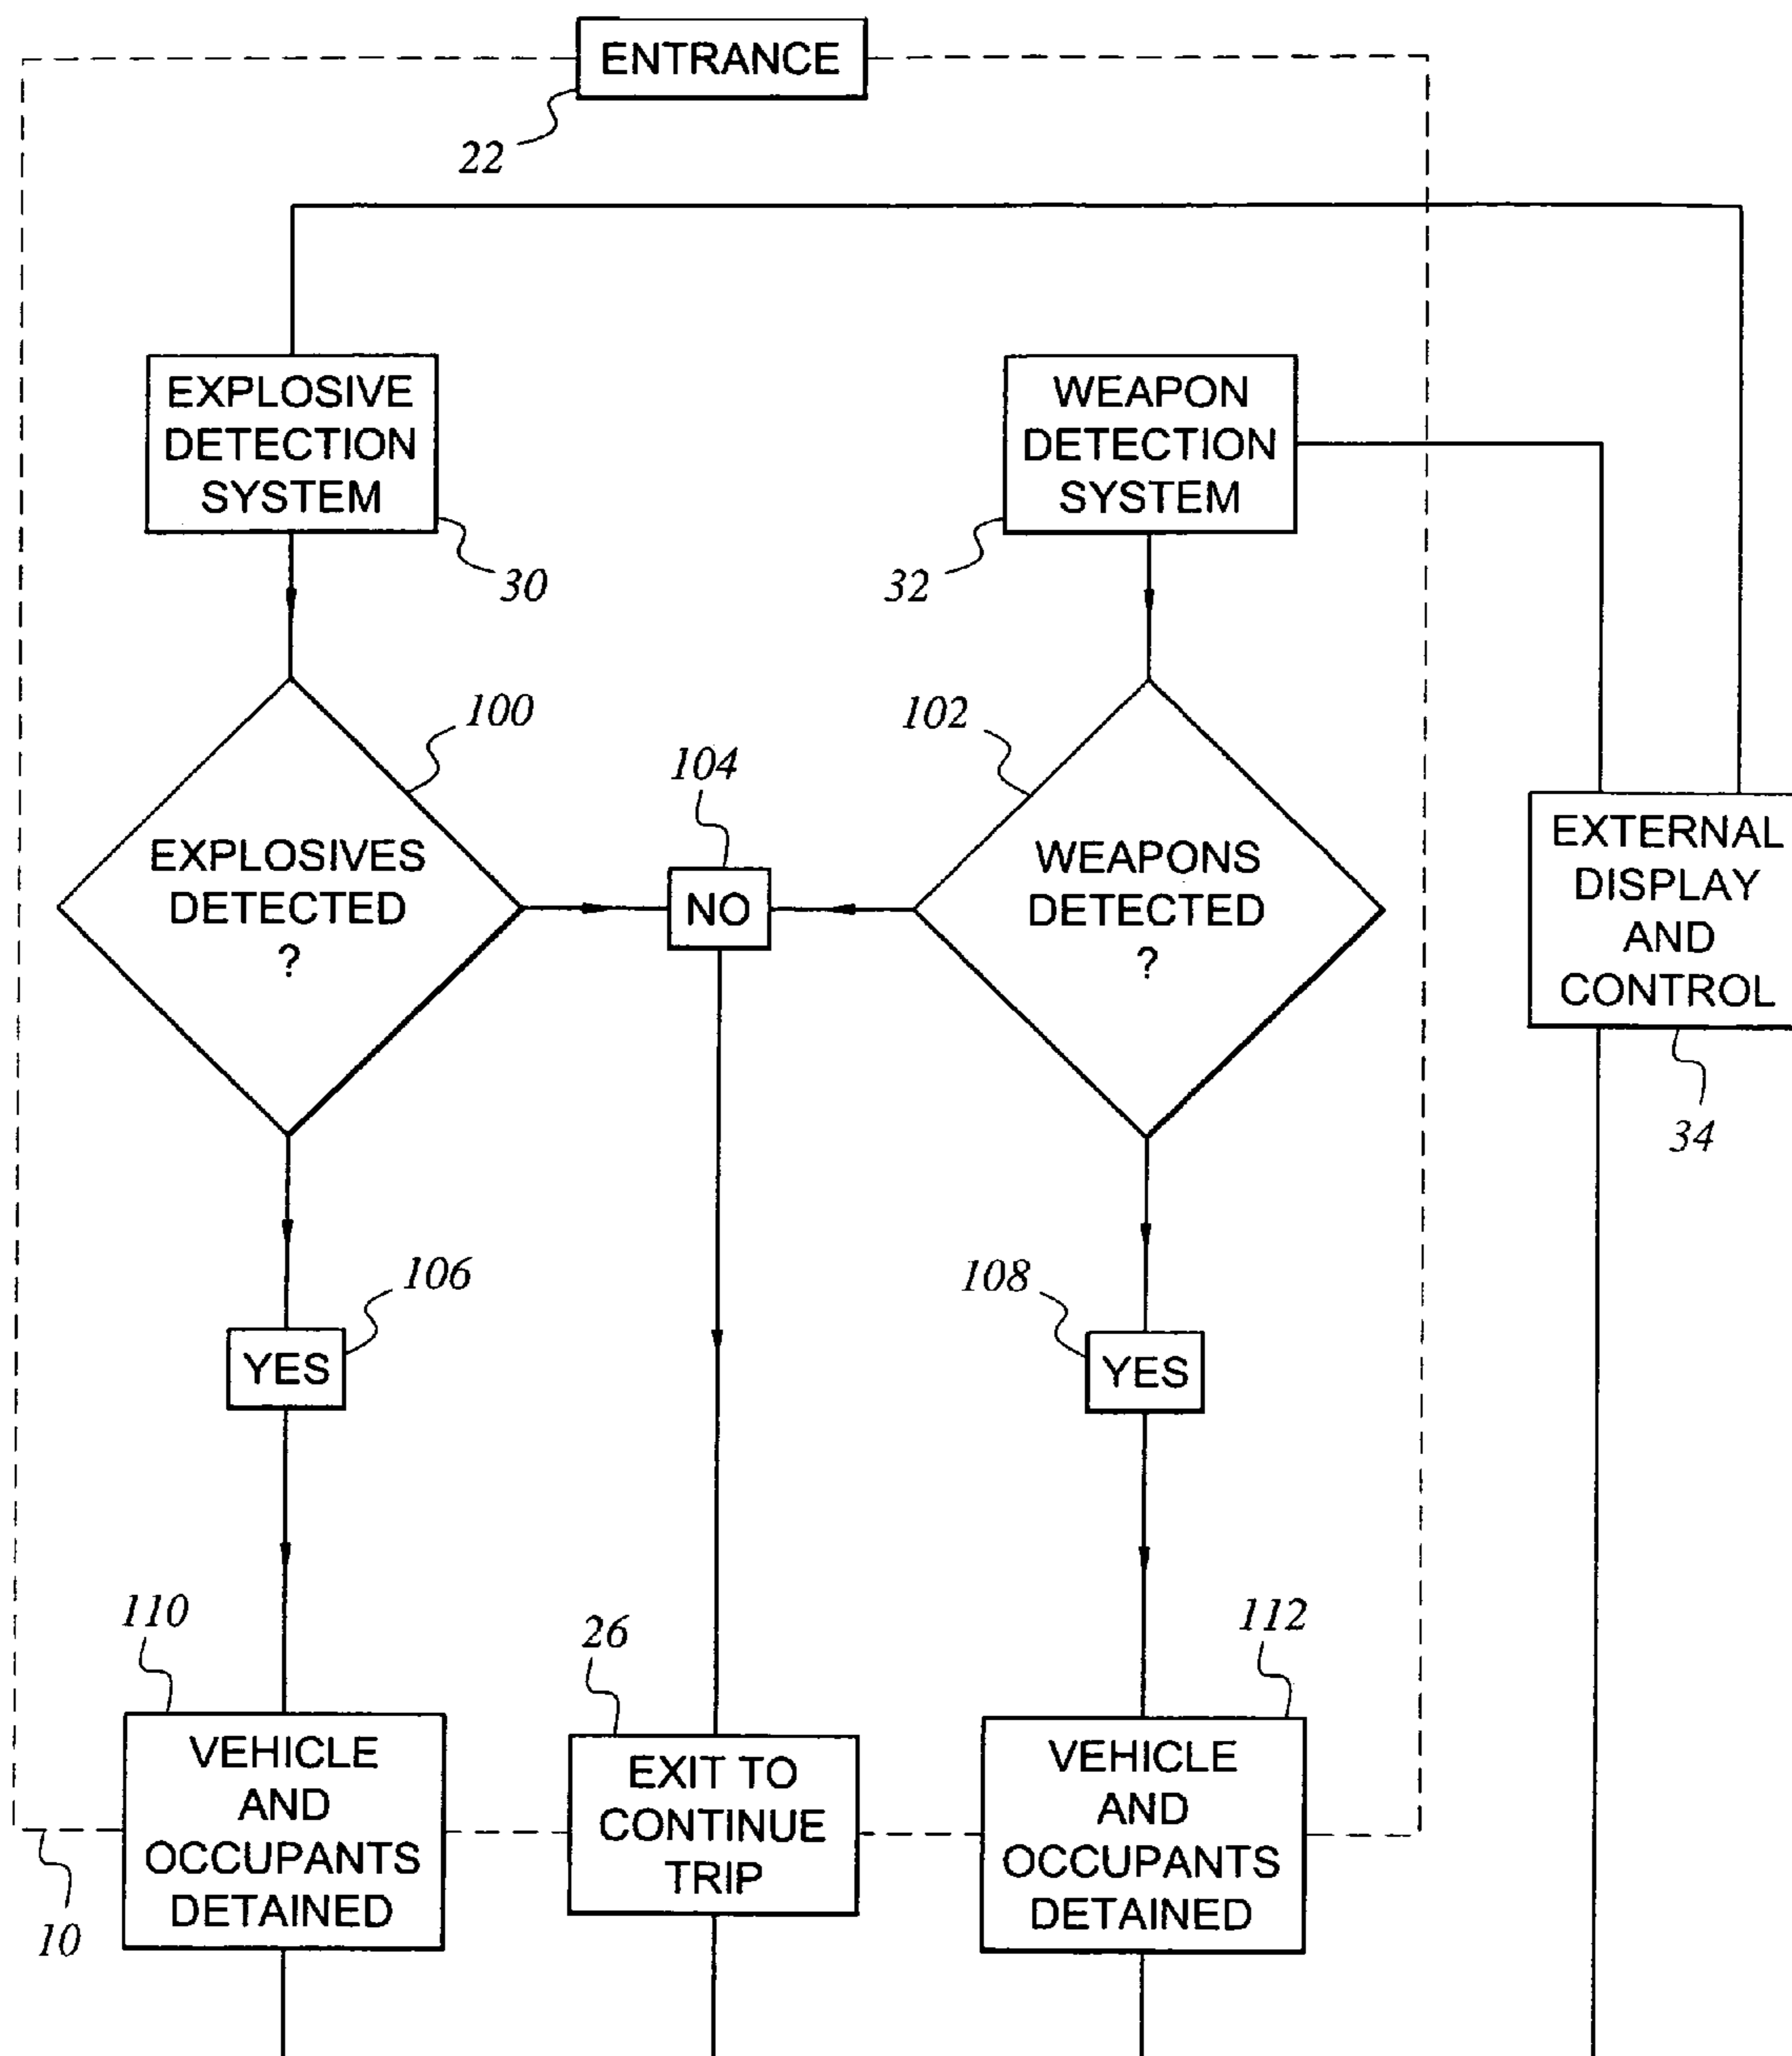 ENTRANCE
22
EXPLOSIVE
DETECTION
SYSTEM
30
WEAPON
DETECTION
SYSTEM
32
100
EXPLOSIVES
DETECTED
?
104
NO
102
WEAPONS
DETECTED
?
EXTERNAL
DISPLAY
AND
CONTROL
34
106
YES
108
YES
110
VEHICLE
AND
OCCUPANTS
DETAINED
10
26
EXIT TO
CONTINUE
TRIP
112
VEHICLE
AND
OCCUPANTS
DETAINED